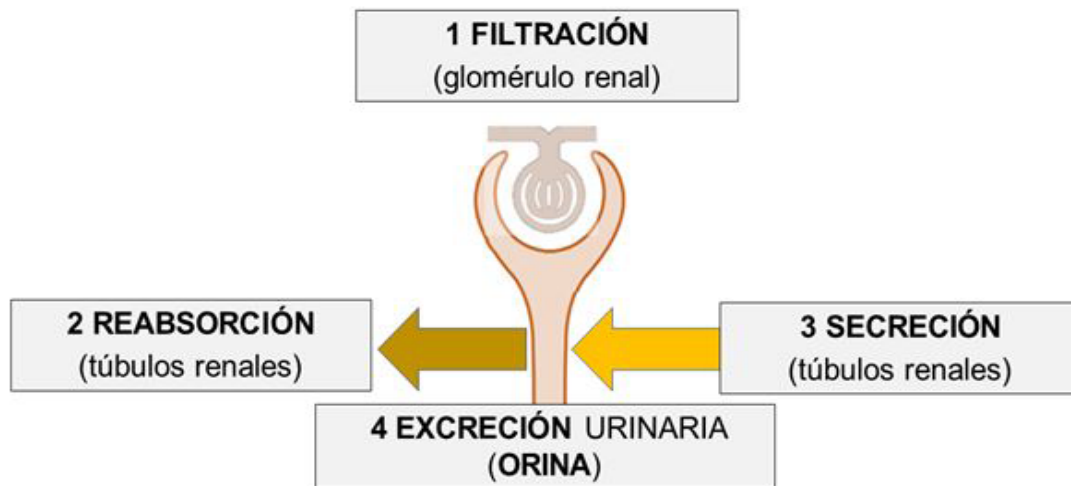 1 FILTRACIÓN
(glomérulo renal)
2 REABSORCIÓN
(túbulos renales)
3 SECRECIÓN
(túbulos renales)
4 EXCRECIÓN URINARIA
(ORINA)